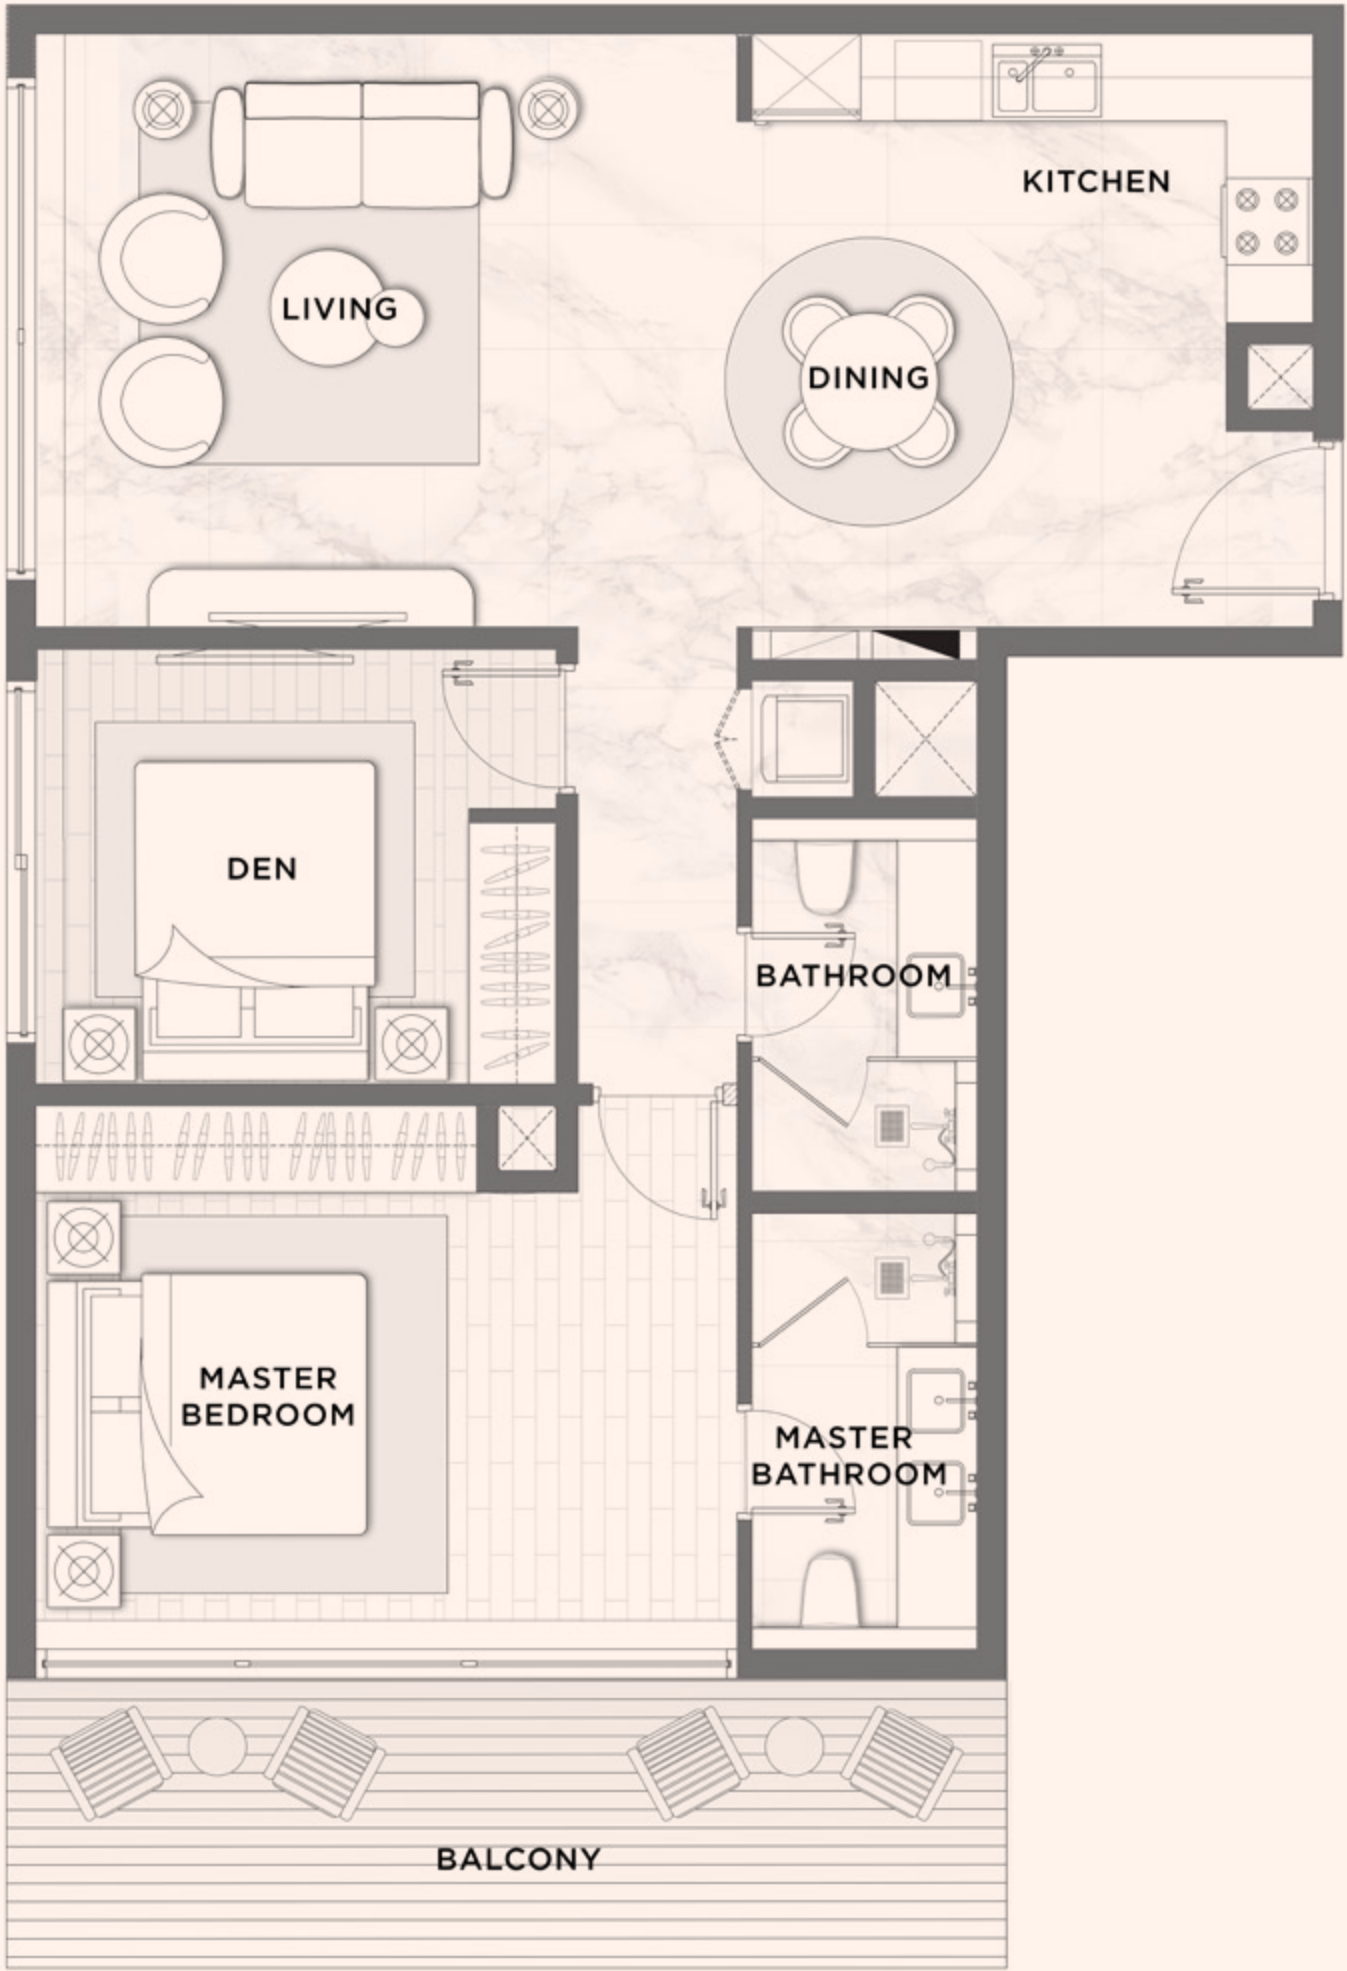 KITCHEN
LIVING
DINING
DEN
BATHROOM
MASTER
BEDROOM
MASTER
BATHROOM
BALCONY